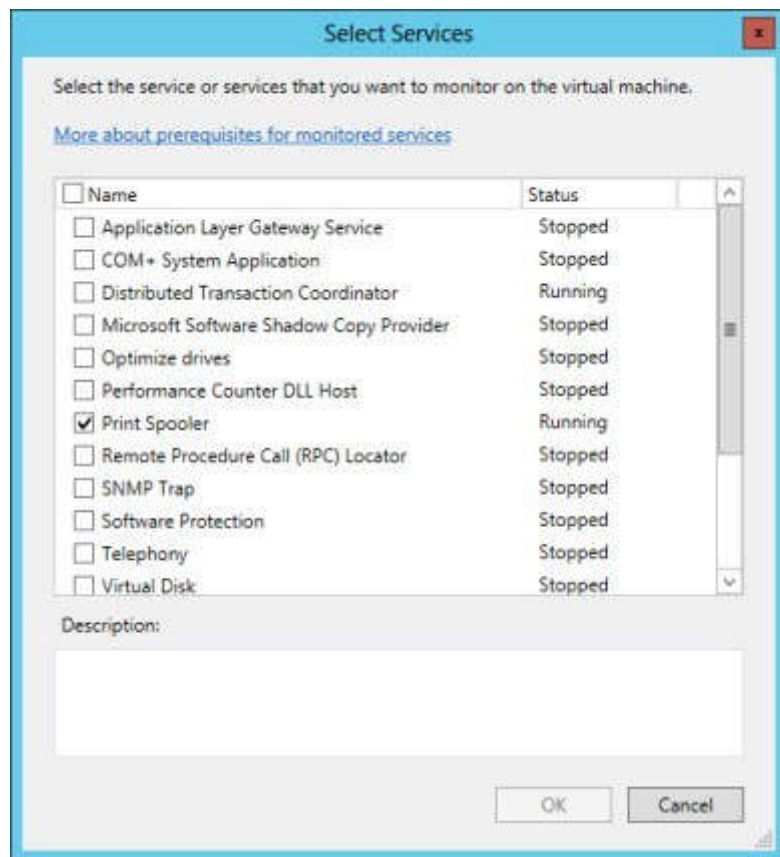 Select Services
x
Select the service or services that you want to monitor on the virtual machine.
More about prerequisites for monitored services
Name Status
Application Layer Gateway Service Stopped
COM+ System Application Stopped
Distributed Transaction Coordinator Running
Microsoft Software Shadow Copy Provider Stopped
Optimize drives Stopped
Performance Counter DLL Host Stopped
Print Spooler Running
Remote Procedure Call (RPC) Locator Stopped
SNMP Trap Stopped
Software Protection Stopped
Telephony Stopped
Virtual Disk Stopped
Description:
OK Cancel